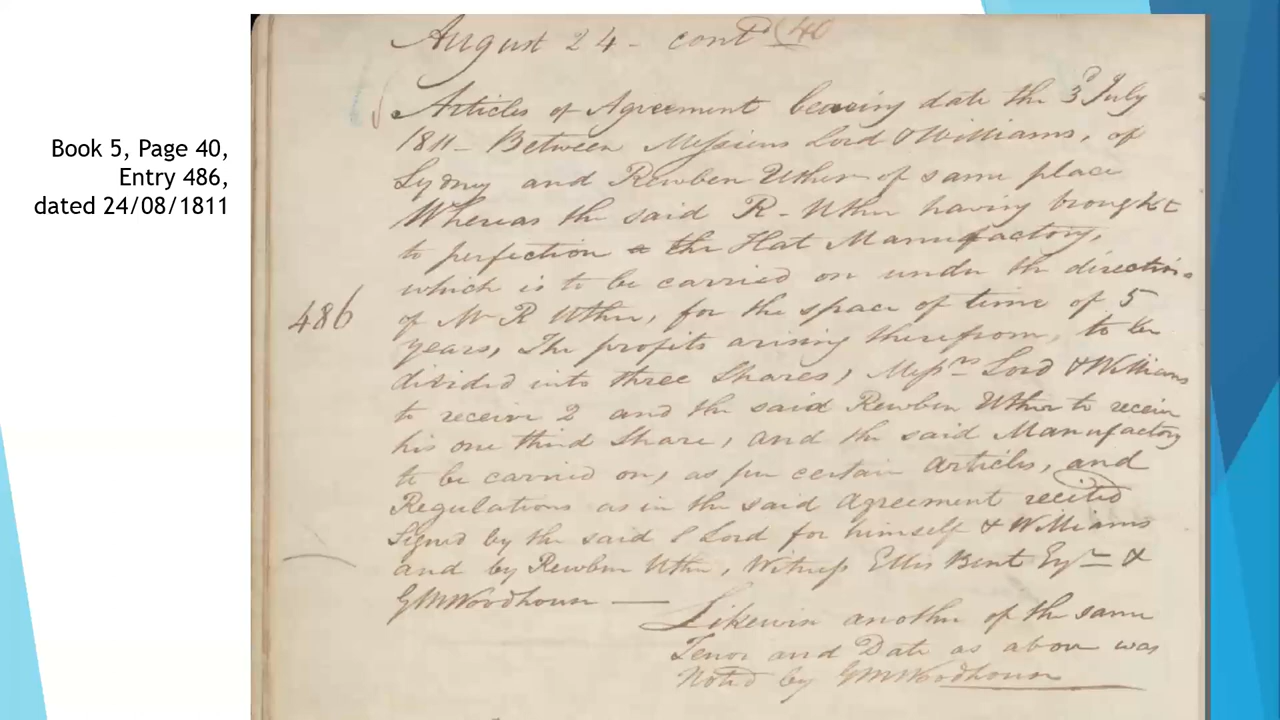 Book 5, Page 40,
Entry 486,
dated 24/08/1811
August 24 - contd (40
Articles of Agreement bearing date the 3d July
1811 - Between Messieurs Lord & Williams, of
Sydney and Reuben Uther of same place
Whereas the said R - Uther having brought
to perfection a the Hat Manufactory,
which is to be carried on under the direction
of Mr R Uther, for the space of time of 5
years, The profits arising therefrom, to be
divided into three Shares, Messrs Lord & Williams
to receive 2 and the said Reuben Uther to receive
his one third Share, and the said Manufactory
to be carried on, as per certain Articles, and
Regulations as in the said Agreement recited
Signed by the said S Lord for himself & Williams
and by Reuben Uther, Witness Ellis Bent Esqr &
GMWoodhouse
486
Likewise another of the same
Tenor and Date as above was
Noted by GMWoodhouse